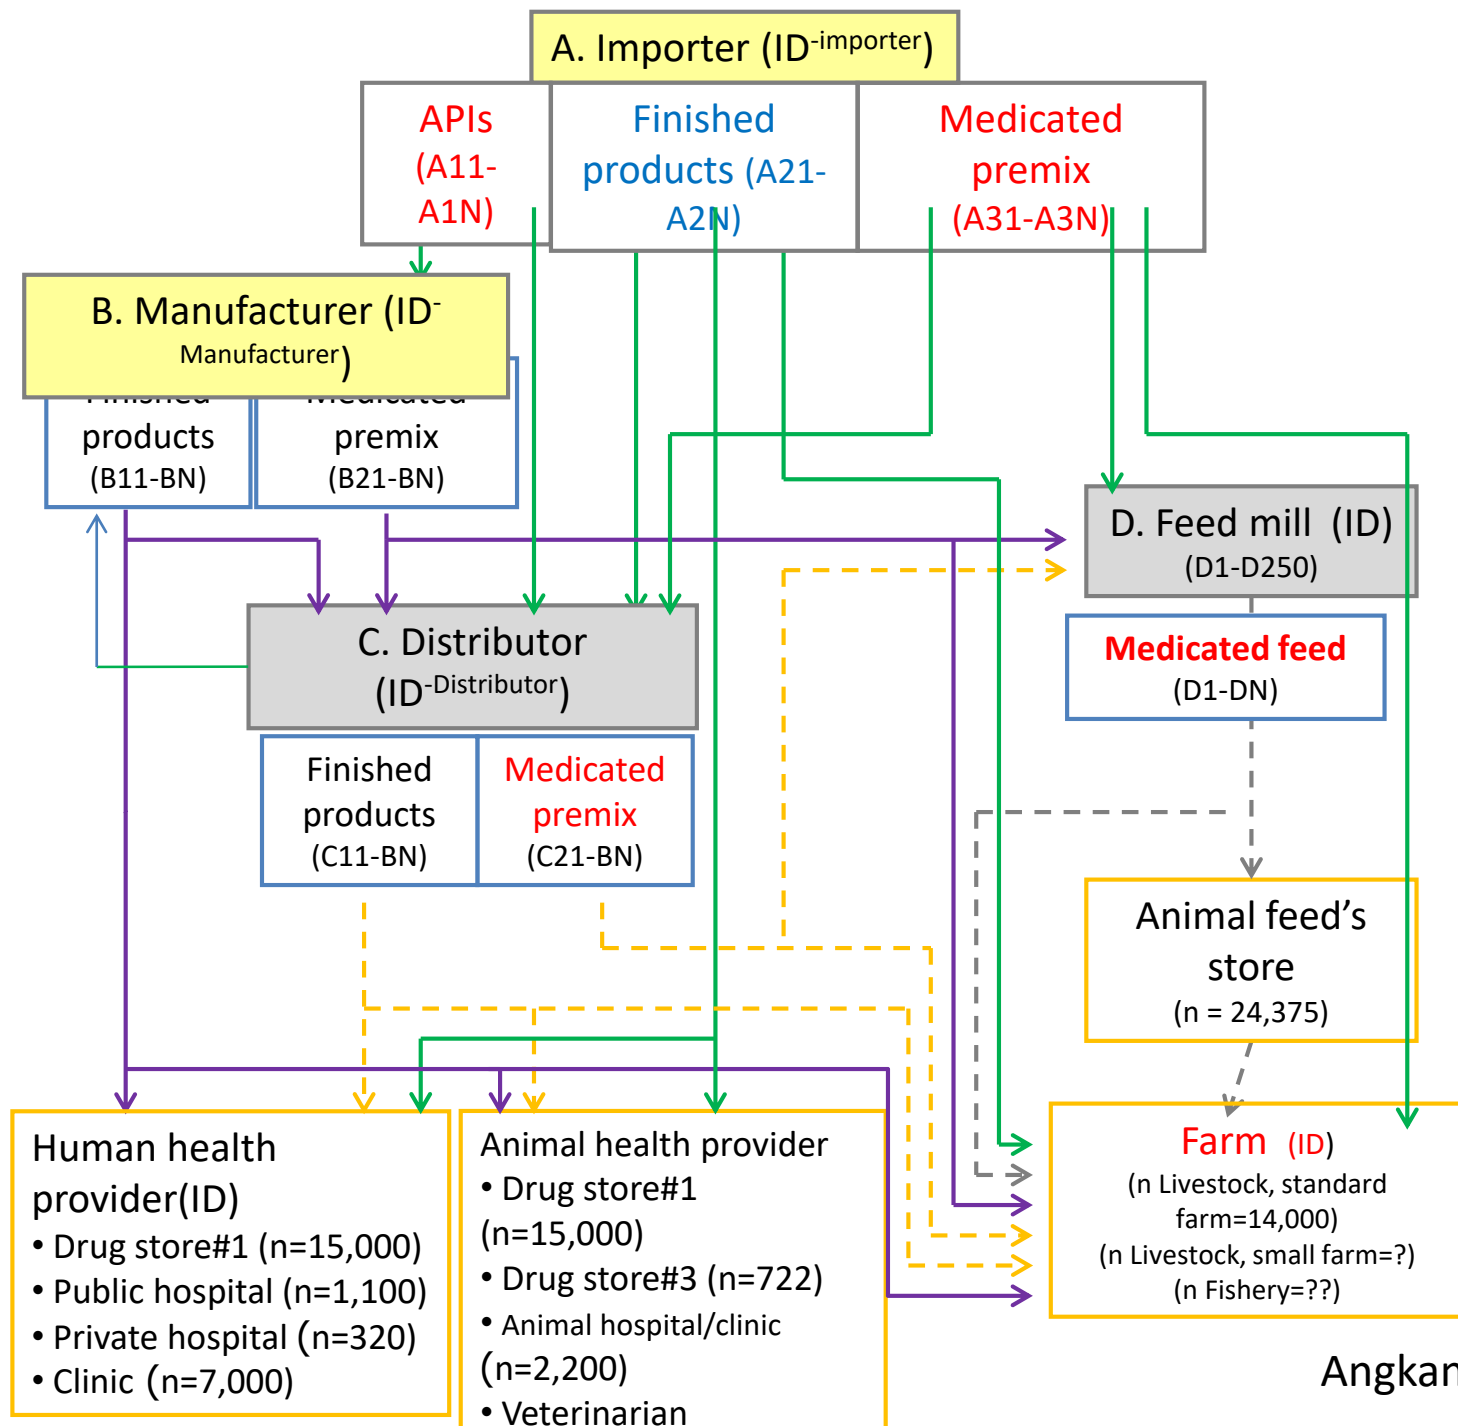 A. Importer (ID-importer)
APIs
(A11-
A1N)
Finished
products (A21-
A2N)
Medicated
premix
(A31-A3N)
B. Manufacturer (ID-
Manufacturer)
Finished
products
(B11-BN)
Medicated
premix
(B21-BN)
D. Feed mill (ID)
(D1-D250)
Medicated feed
(D1-DN)
C. Distributor
(ID-Distributor)
Finished
products
(C11-BN)
Medicated
premix
(C21-BN)
Animal feed’s
store
(n = 24,375)
Human health
provider(ID)
• Drug store#1 (n=15,000)
• Public hospital (n=1,100)
• Private hospital (n=320)
• Clinic (n=7,000)
Animal health provider
• Drug store#1
(n=15,000)
• Drug store#3 (n=722)
• Animal hospital/clinic
(n=2,200)
• Veterinarian
Farm (ID)
(n Livestock, standard
farm=14,000)
(n Livestock, small farm=?)
(n Fishery=??)
Angkan